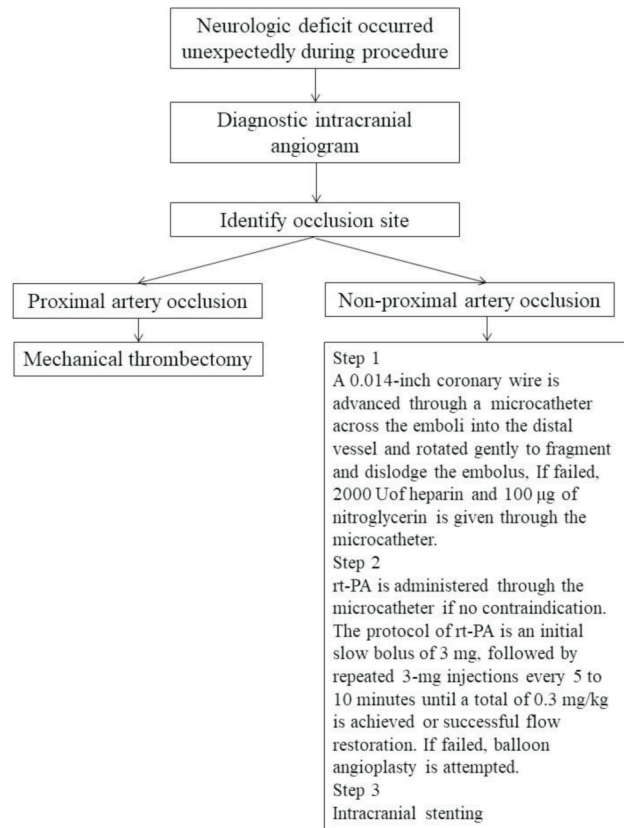 Neurologic deficit occurred
unexpectedly during procedure
Diagnostic intracranial
angiogram
Identify occlusion site
Proximal artery occlusion
Non-proximal artery occlusion
Mechanical thrombectomy
Step 1
A 0.014-inch coronary wire is
advanced through a microcatheter
across the emboli into the distal
vessel and rotated gently to fragment
and dislodge the embolus, If failed,
2000 Uof heparin and 100 μg of
nitroglycerin is given through the
microcatheter.
Step 2
rt-PA is administered through the
microcatheter if no contraindication.
The protocol of rt-PA is an initial
slow bolus of 3 mg, followed by
repeated 3-mg injections every 5 to
10 minutes until a total of 0.3 mg/kg
is achieved or successful flow
restoration. If failed, balloon
angioplasty is attempted.
Step 3
Intracranial stenting